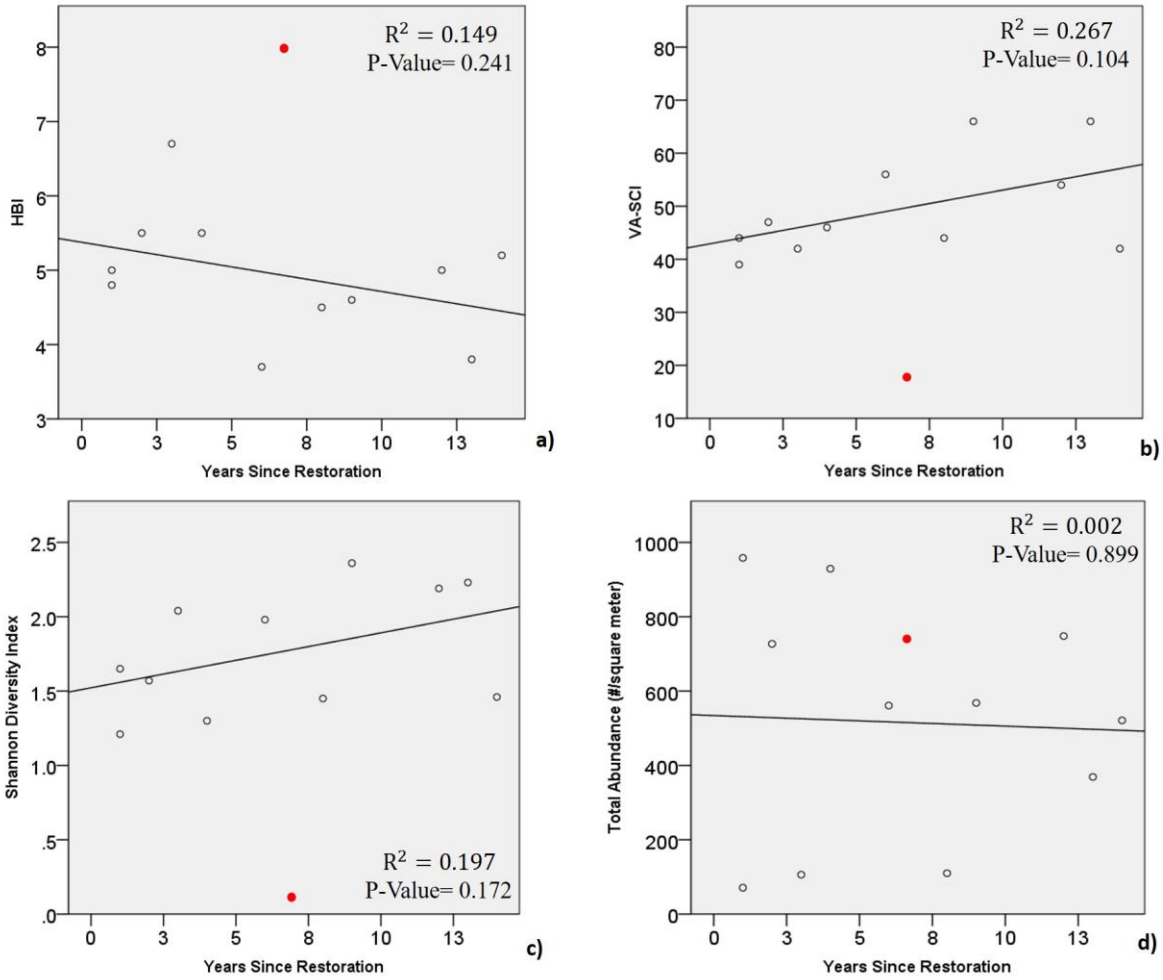 R² = 0.149
P-Value= 0.241
8
7
6
5
4
3
HBI
0 3 5 8 10 13
Years Since Restoration
a)
R² = 0.267
P-Value= 0.104
80
70
60
50
40
30
20
10
VA-SCI
0 3 5 8 10 13
Years Since Restoration
b)
2.5
2.0
1.5
1.0
.5
.0
Shannon Diversity Index
R² = 0.197
P-Value= 0.172
0 3 5 8 10 13
Years Since Restoration
c)
R² = 0.002
P-Value= 0.899
1000
800
600
400
200
0
Total Abundance (#/square meter)
0 3 5 8 10 13
Years Since Restoration
d)